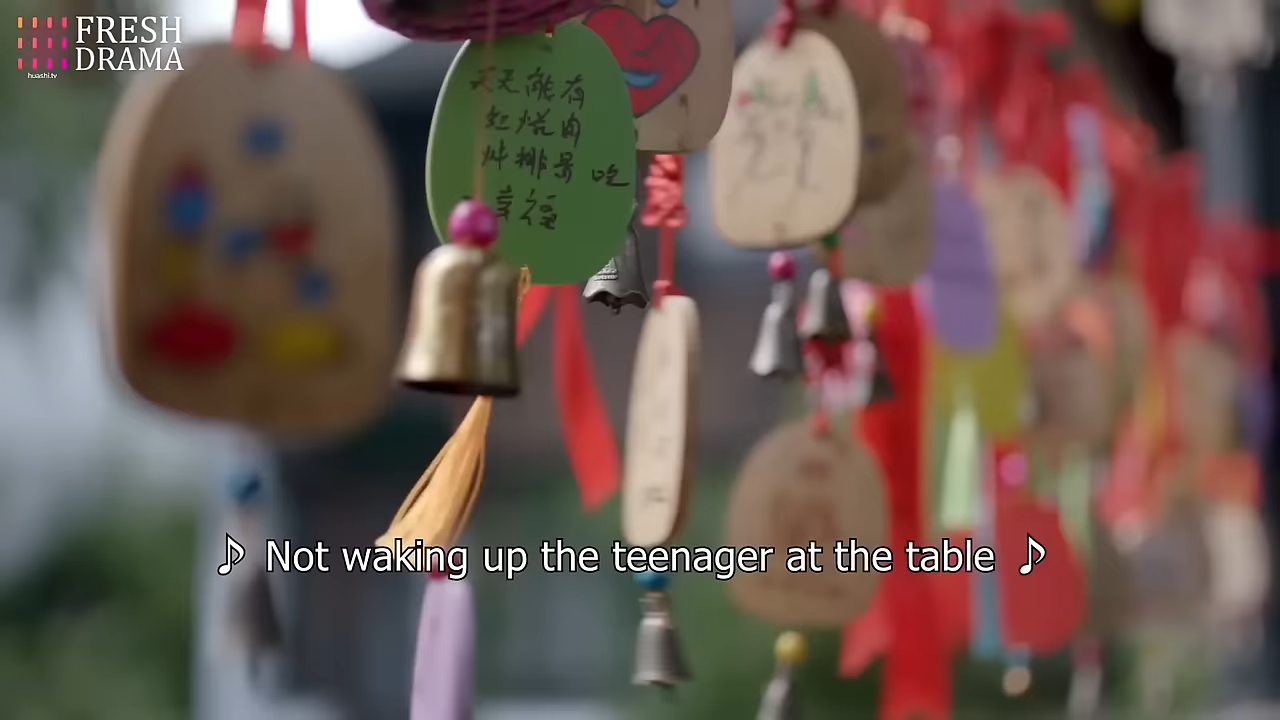 FRESH
DRAMA
huashi.tv
天天能有
红烧肉
炸排骨 吃
幸福
♪ Not waking up the teenager at the table ♪